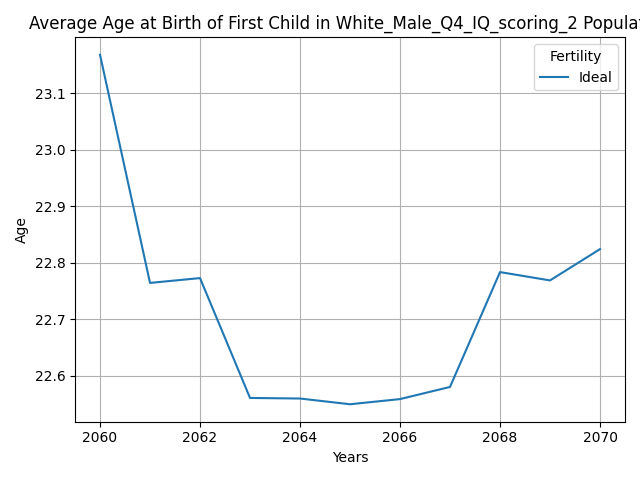 Average Age at Birth of First Child in White_Male_Q4_IQ_scoring_2 Populat
Fertility
Ideal
23.1
23.0
22.9
22.8
22.7
22.6
Age
2060 2062 2064 2066 2068 2070
Years